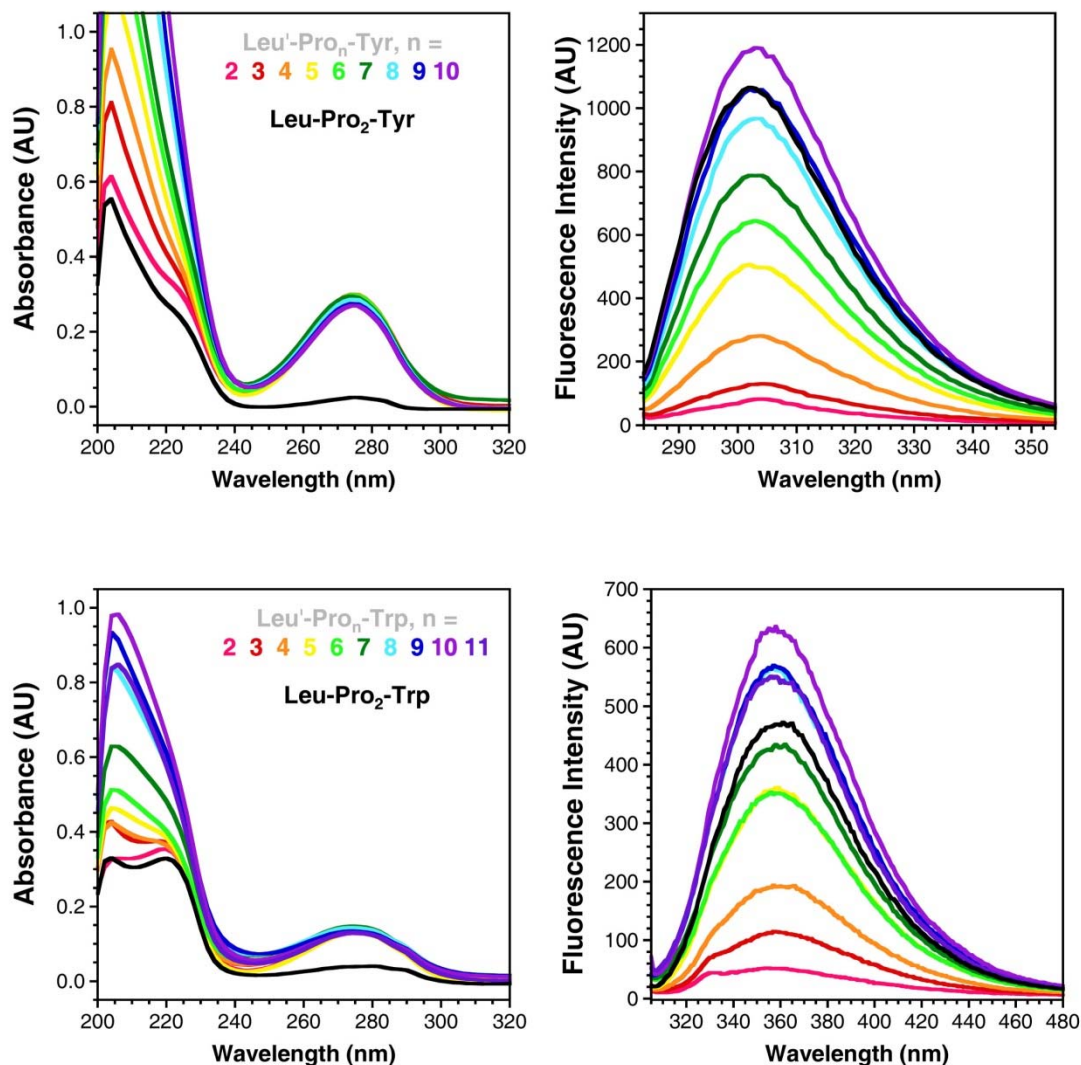 Leu'-Proₙ-Tyr, n =
2 3 4 5 6 7 8 9 10
Leu-Pro₂-Tyr
Absorbance (AU)
1.0
0.8
0.6
0.4
0.2
0.0
200 220 240 260 280 300 320
Wavelength (nm)
Fluorescence Intensity (AU)
1200
1000
800
600
400
200
0
290 300 310 320 330 340 350
Wavelength (nm)
Leu'-Proₙ-Trp, n =
2 3 4 5 6 7 8 9 10 11
Leu-Pro₂-Trp
Absorbance (AU)
1.0
0.8
0.6
0.4
0.2
0.0
200 220 240 260 280 300 320
Wavelength (nm)
Fluorescence Intensity (AU)
700
600
500
400
300
200
100
0
320 340 360 380 400 420 440 460 480
Wavelength (nm)